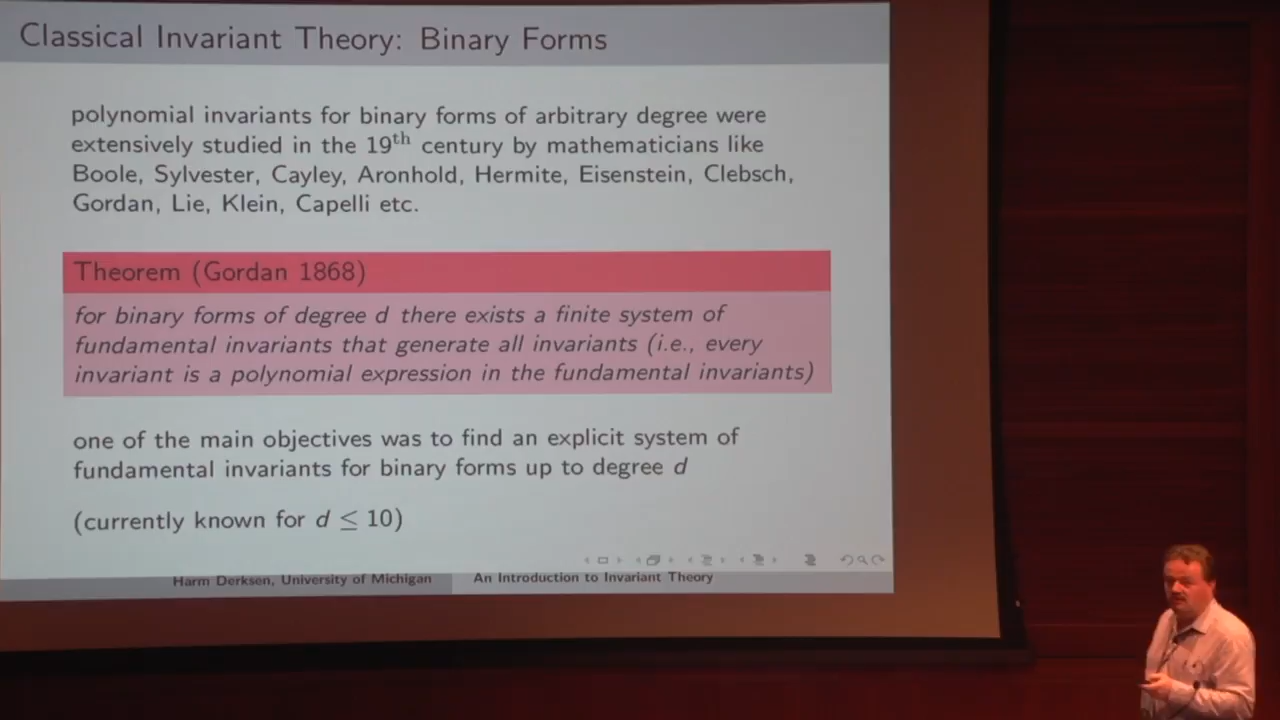 Classical Invariant Theory: Binary Forms
polynomial invariants for binary forms of arbitrary degree were
extensively studied in the 19th century by mathematicians like
Boole, Sylvester, Cayley, Aronhold, Hermite, Eisenstein, Clebsch,
Gordan, Lie, Klein, Capelli etc.
Theorem (Gordan 1868)
for binary forms of degree d there exists a finite system of
fundamental invariants that generate all invariants (i.e., every
invariant is a polynomial expression in the fundamental invariants)
one of the main objectives was to find an explicit system of
fundamental invariants for binary forms up to degree d
(currently known for d ≤ 10)
Harm Derksen, University of Michigan
An Introduction to Invariant Theory